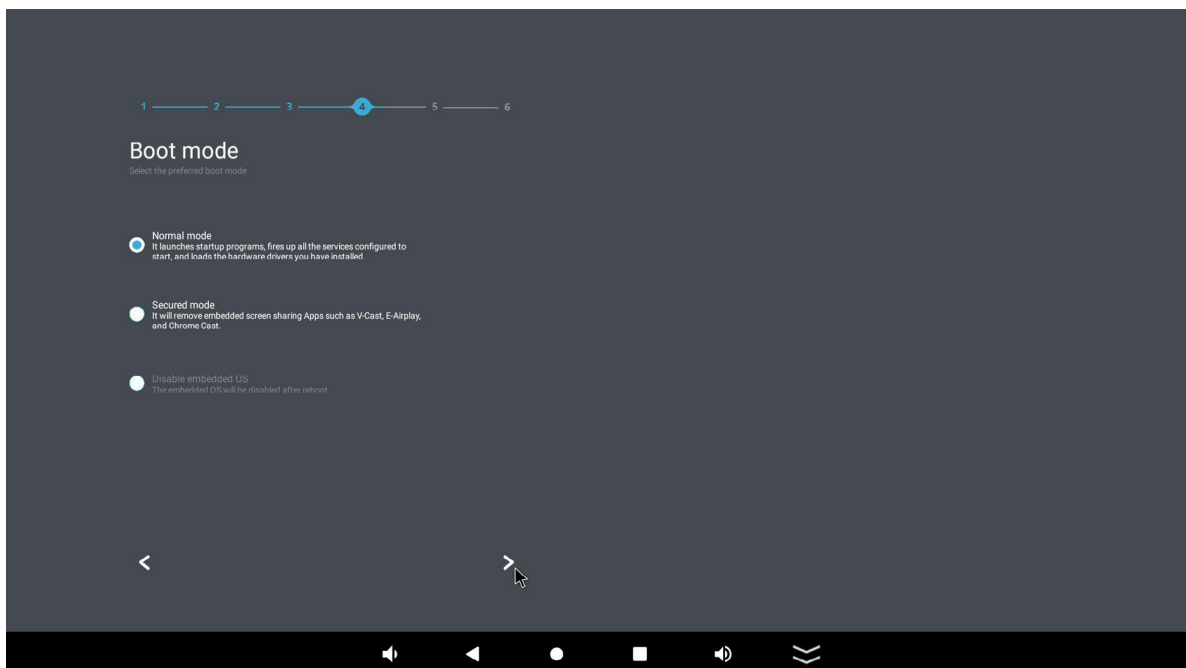 1 2 3 4 5 6
Boot mode
Select the preferred boot mode
Normal mode
It launches startup programs, fires up all the services configured to
start, and loads the hardware drivers you have installed.
Secured mode
It will remove embedded screen sharing Apps such as V-Cast, E-Airplay,
and Chrome Cast.
Disable embedded OS
The embedded OS will be disabled after reboot